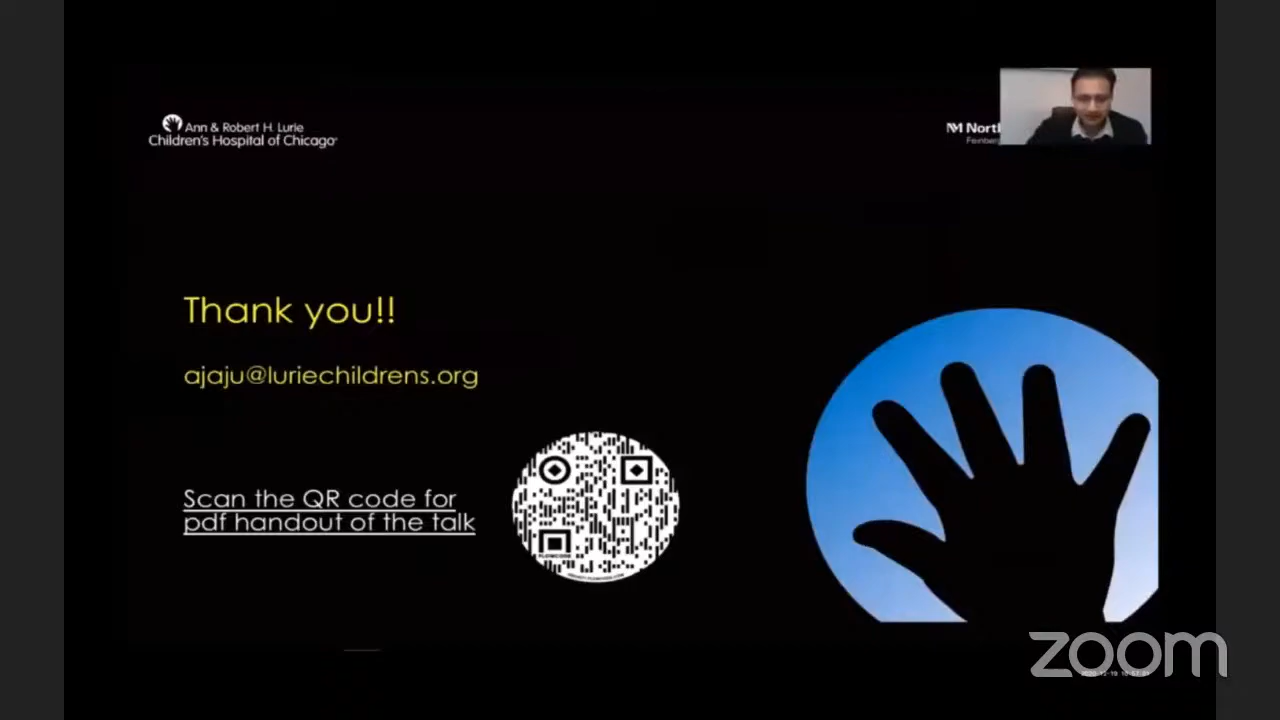 Ann & Robert H. Lurie
Children's Hospital of Chicago
Thank you!!
ajaju@luriechildrens.org
Scan the QR code for
pdf handout of the talk
zoom